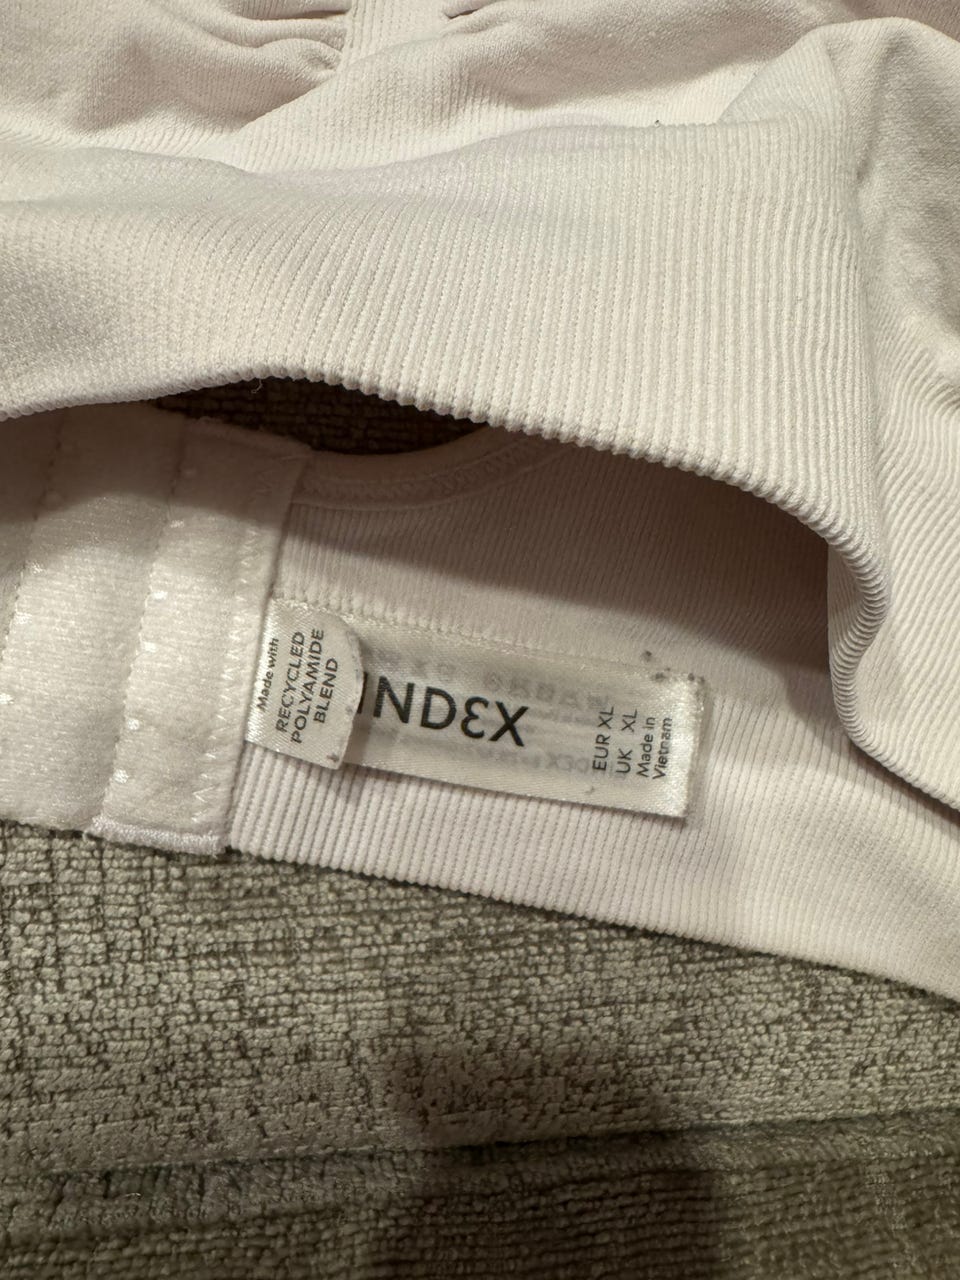 Made with
RECYCLED
POLYAMIDE
BLEND
INDEX
EUR XL
UK XL
Made in
Vietnam